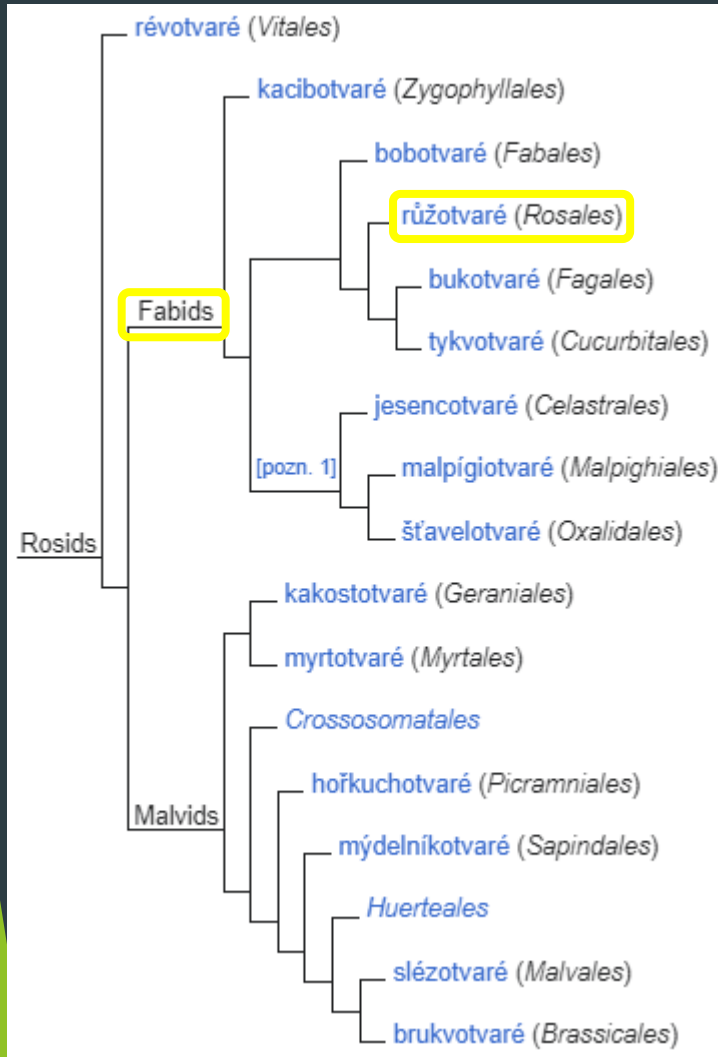 révotvaré (Vitales)
kacibotvaré (Zygophyllales)
bobotvaré (Fabales)
růžotvaré (Rosales)
Fabids
bukotvaré (Fagales)
tykvotvaré (Cucurbitales)
jesencotvaré (Celastrales)
[pozn. 1]
malpígiotvaré (Malpighiales)
šťavelotvaré (Oxalidales)
Rosids
kakostotvaré (Geraniales)
myrtotvaré (Myrtales)
Crossosomatales
hořkuchotvaré (Picramniales)
Malvids
mýdelníkotvaré (Sapindales)
Huerteales
slézotvaré (Malvales)
brukvotvaré (Brassicales)